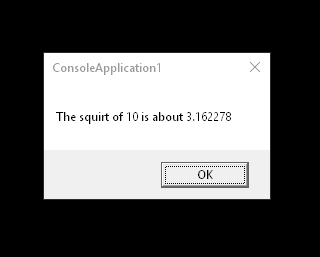 ConsoleApplication1
The squirt of 10 is about 3.162278
OK